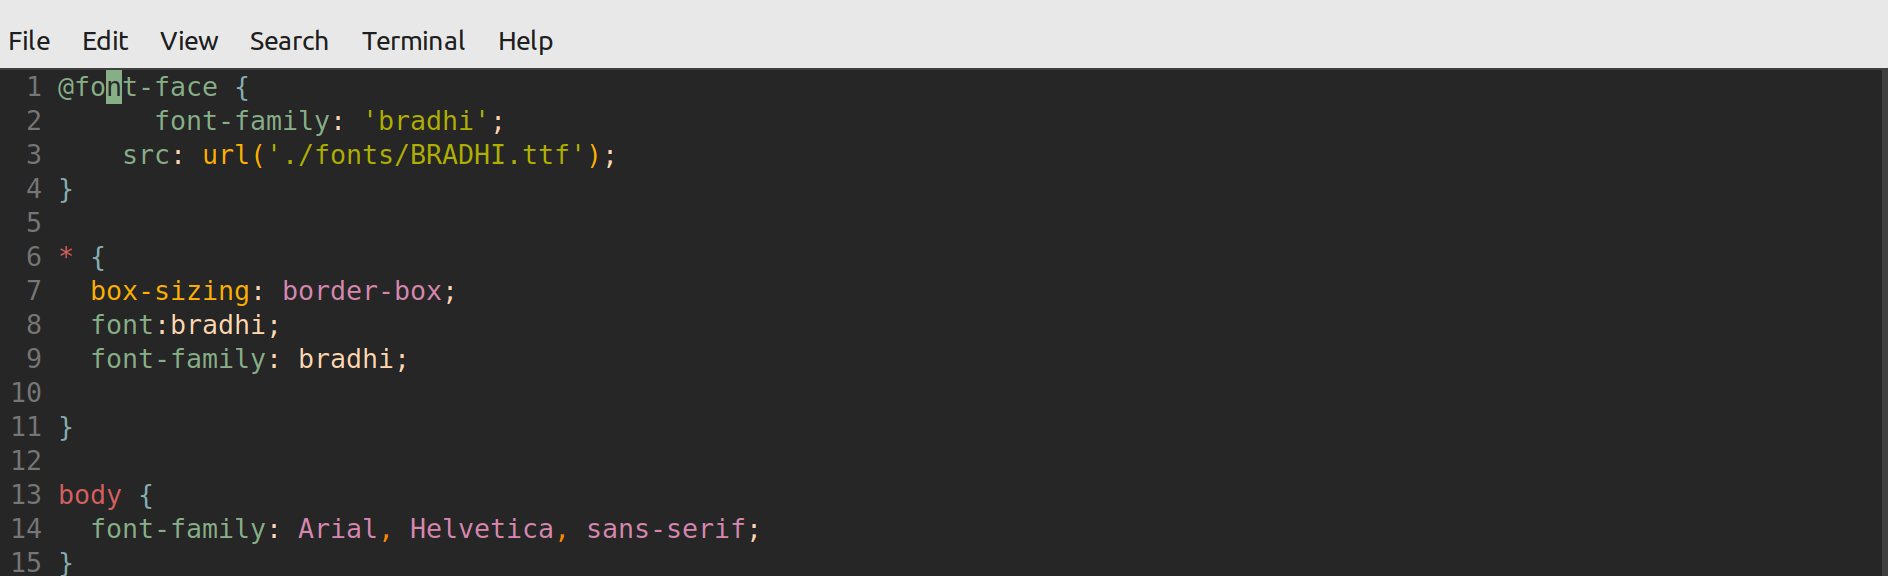 File Edit View Search Terminal Help
1 @font-face {
2       font-family: 'bradhi';
3     src: url('./fonts/BRADHI.ttf');
4 }
5
6 * {
7   box-sizing: border-box;
8   font:bradhi;
9   font-family: bradhi;
10
11 }
12
13 body {
14   font-family: Arial, Helvetica, sans-serif;
15 }